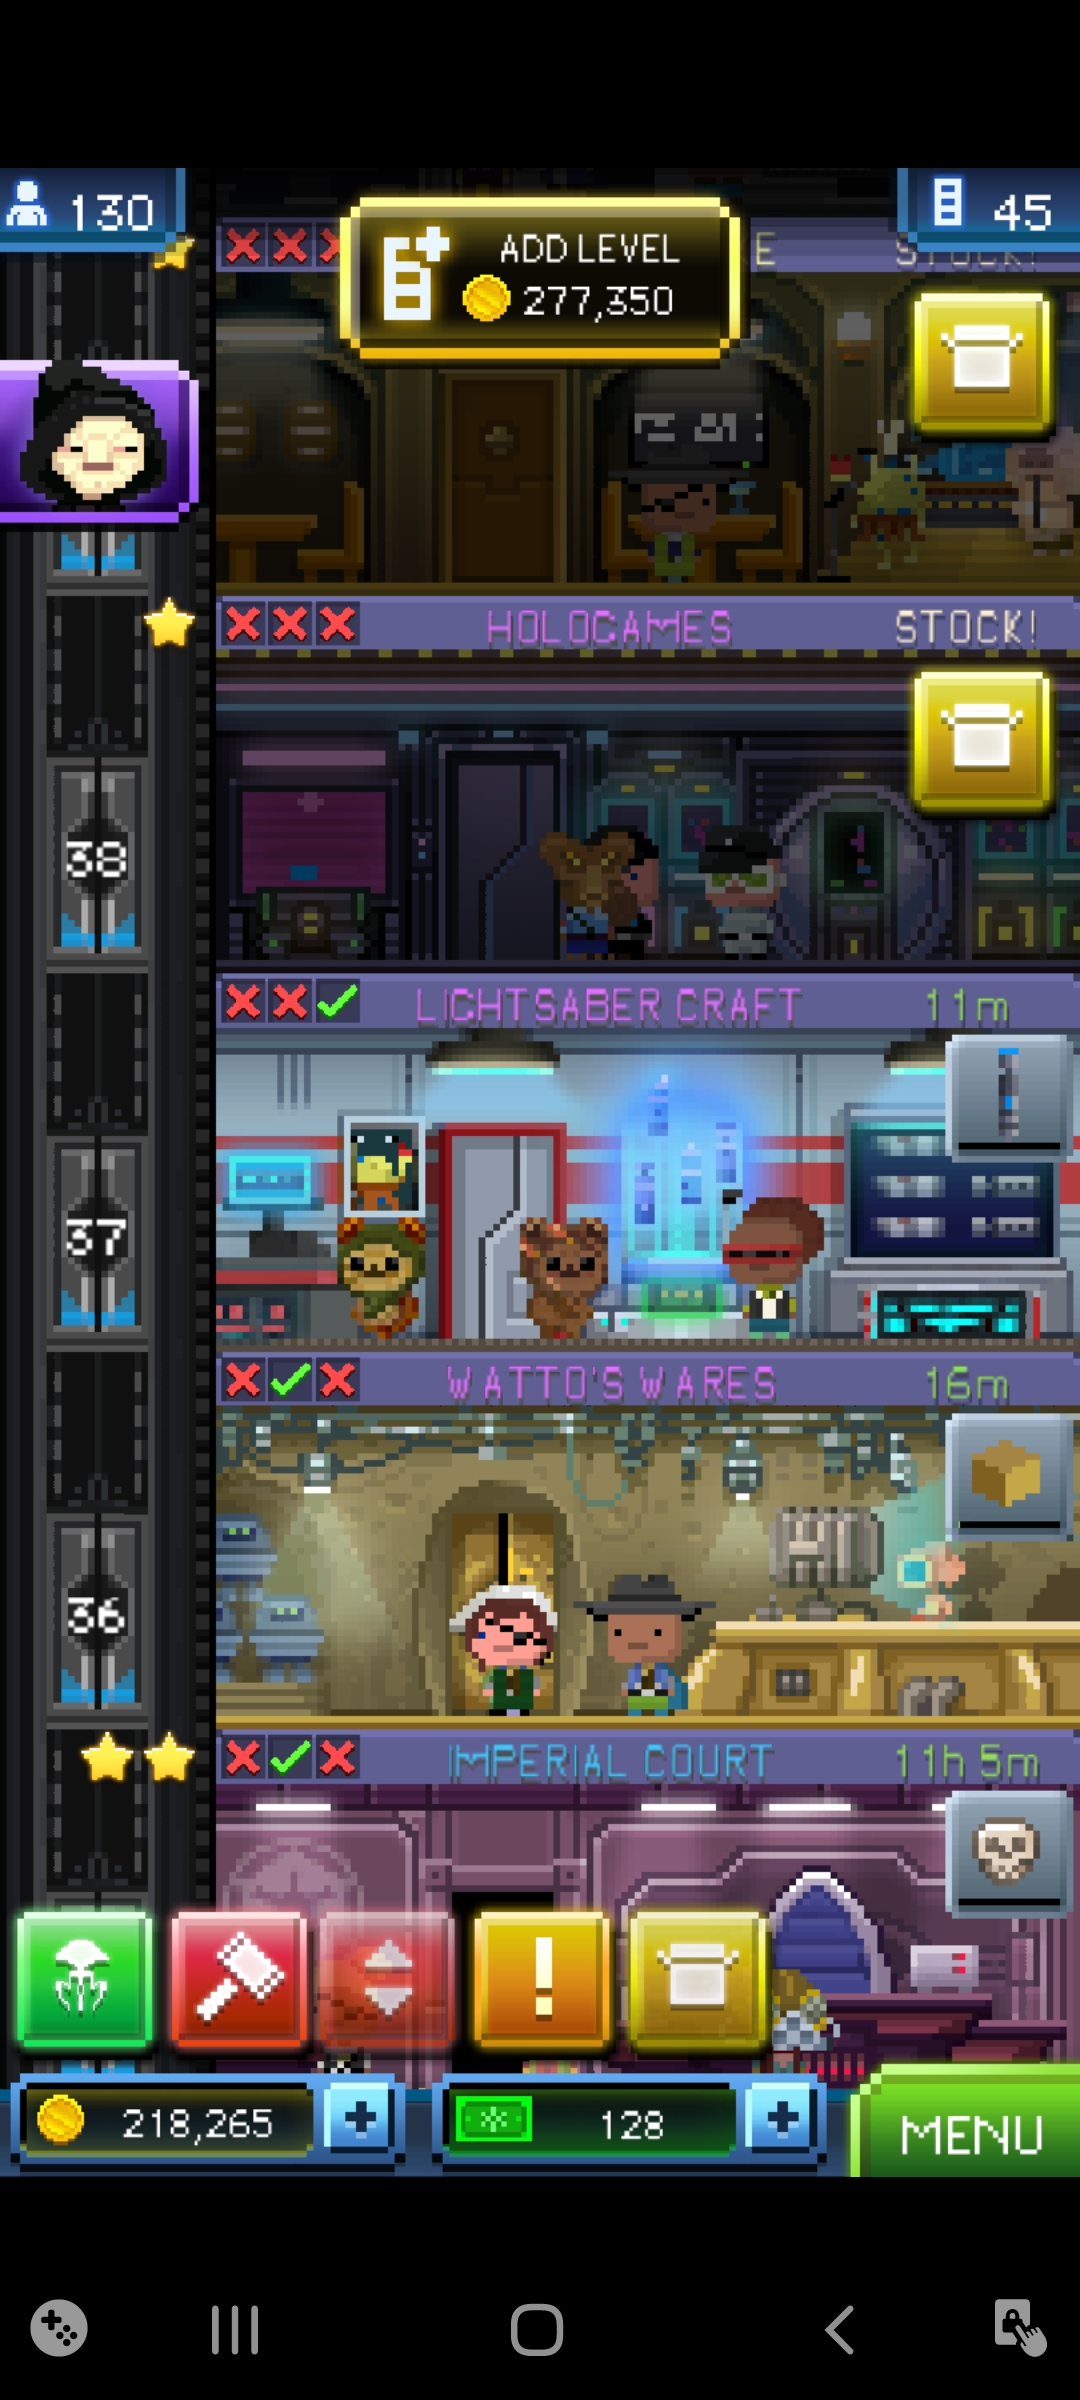 130
ADD LEVEL
277,350
45
E
STOCK!
HOLOGAMES
STOCK!
38
LIGHTSABER CRAFT
11m
37
WATTO'S WARES
16m
36
IMPERIAL COURT
11h 5m
!
218,265
+
128
+
MENU